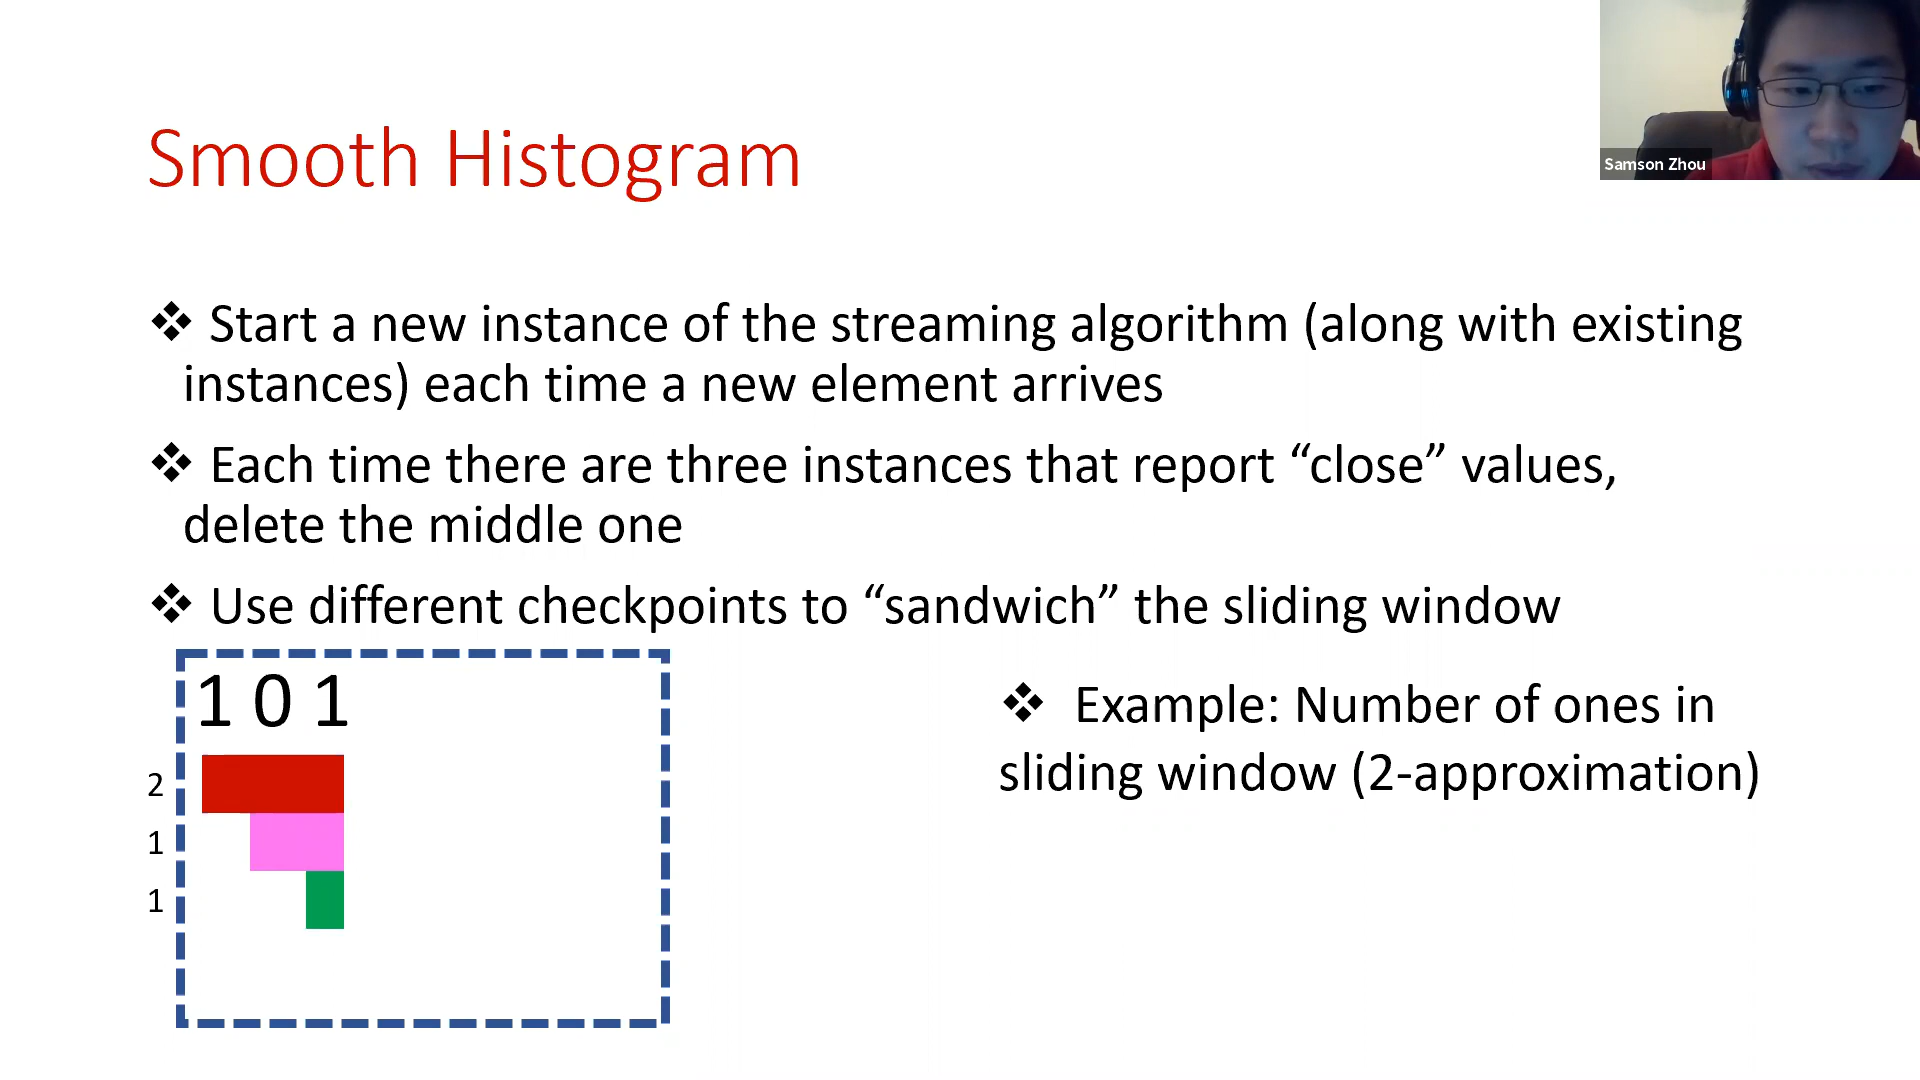 Samson Zhou
Smooth Histogram
❖ Start a new instance of the streaming algorithm (along with existing
instances) each time a new element arrives
❖ Each time there are three instances that report “close” values,
delete the middle one
❖ Use different checkpoints to “sandwich” the sliding window
1 0 1
2
1
1
❖ Example: Number of ones in
sliding window (2-approximation)